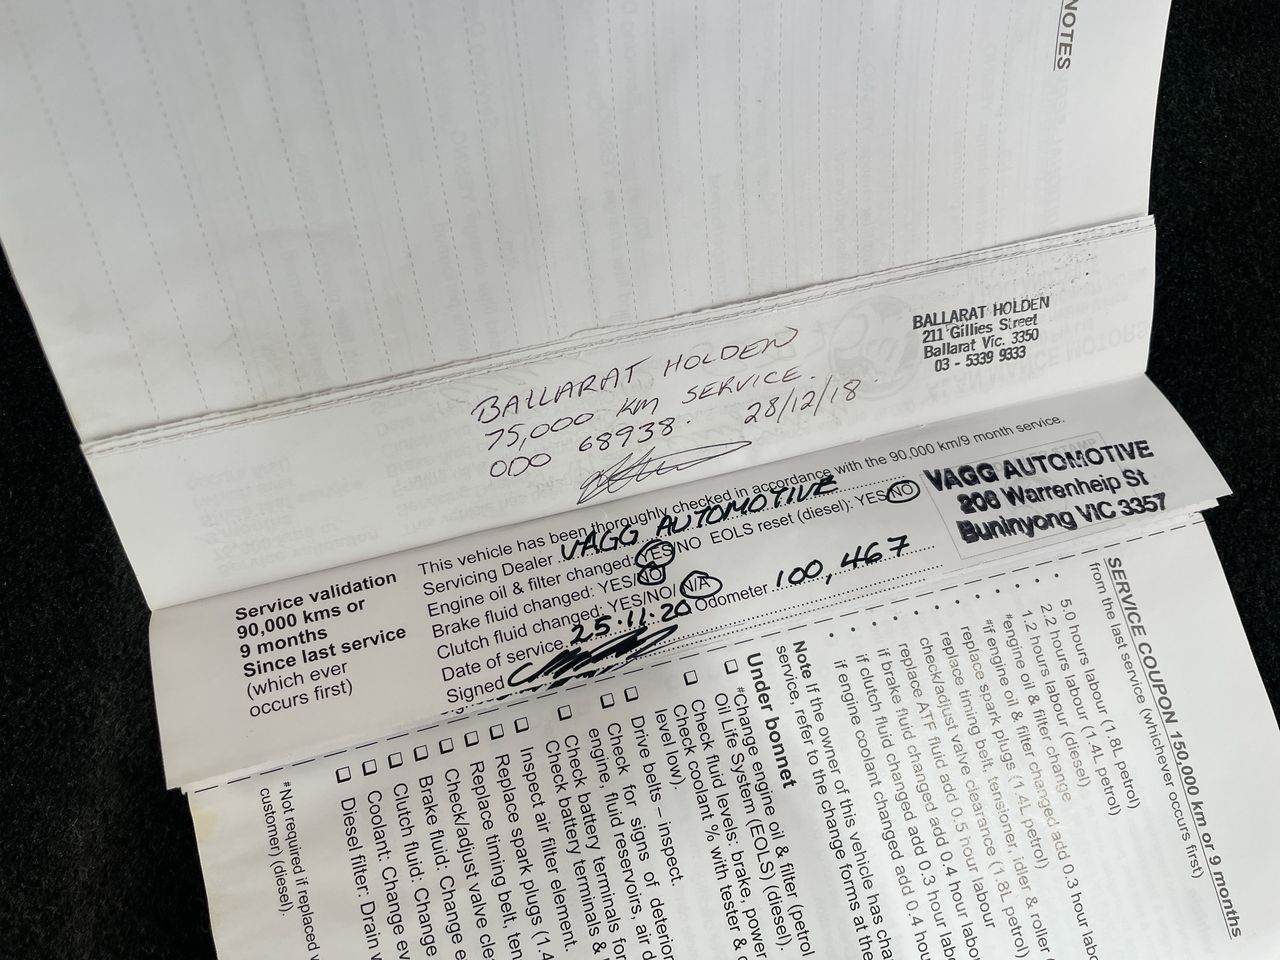 NOTES
BALLARAT HOLDEN
211 Gillies Street
Ballarat Vic. 3350
03 - 5339 9333
BALLARAT HOLDEN
75,000 KM SERVICE.
ODO 68938. 28/12/18.
Service validation
90,000 kms or
9 months
Since last service
(which ever
occurs first)
This vehicle has been thoroughly checked in accordance with the 90,000 km/9 month service.
Servicing Dealer VAGG AUTOMOTIVE
Engine oil & filter changed: YES/NO EOLS reset (diesel): YES/NO
Brake fluid changed: YES/NO
Clutch fluid changed: YES/NO/N/A
Date of service 25.11.20 Odometer 100,467
Signed
VAGG AUTOMOTIVE
206 Warrenheip St
Buninyong VIC 3357
SERVICE COUPON 150,000 km or 9 months
from the last service (whichever occurs first)
5.0 hours labour (1.8L petrol)
2.2 hours labour (1.4L petrol)
1.2 hours labour (diesel)
#engine oil & filter change
#if engine oil & filter changed add 0.3 hour
replace spark plugs (1.4L petrol)
replace timing belt, tensioner, idler & roller
check/adjust valve clearance (1.8L petrol)
replace ATF fluid add 0.5 hour labour
if brake fluid changed add 0.4 hour
if clutch fluid changed add 0.3 hour
if engine coolant changed add 0.4
Note If the owner of this vehicle has
service, refer to the change forms at the
Under bonnet
#Change engine oil & filter (petrol
Oil Life System (EOLS) (diesel).
Check fluid levels: brake, power
Check coolant % with tester &
level low).
Drive belts – inspect.
Check for signs of
engine, fluid reservoirs, air
Check battery terminals for
Check battery terminals &
Inspect air filter element.
Replace spark plugs (1.4
Replace timing belt,
Check/adjust valve
Brake fluid: Change
Clutch fluid: Change
Coolant: Change
Diesel filter: Drain
#Not required if replaced
customer) (diesel),